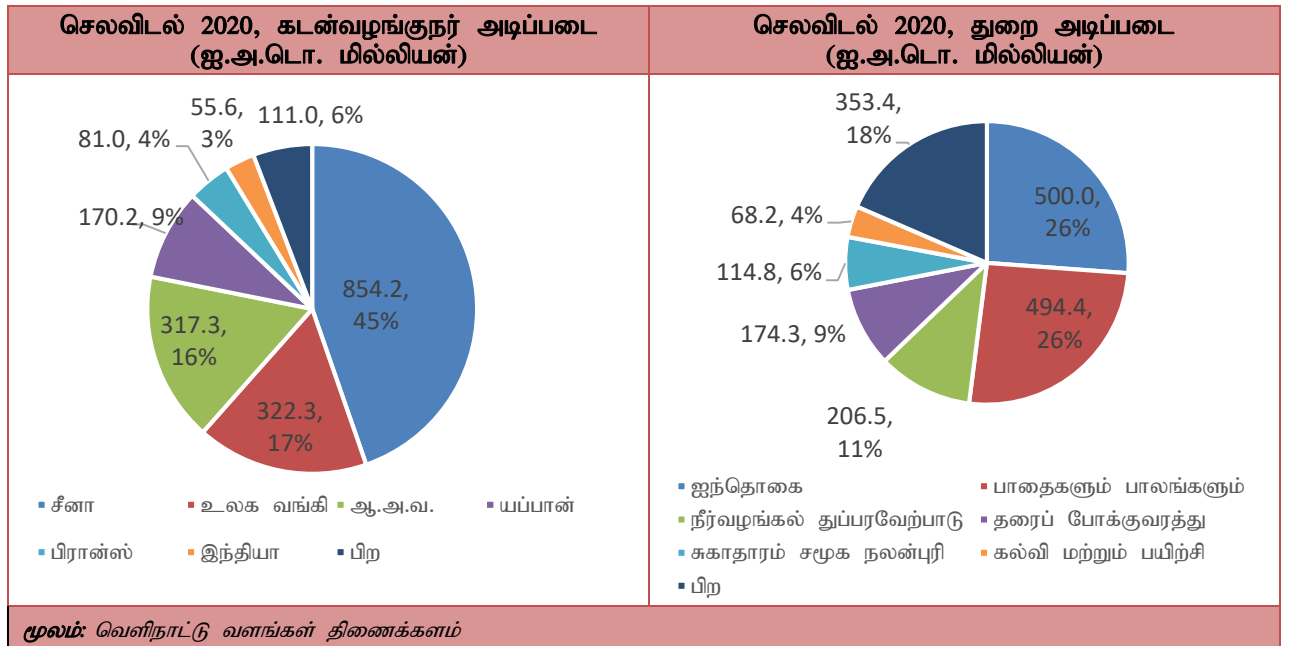 செலவிடல் 2020, கடன்வழங்குநர் அடிப்படை
(ஐ.அ.டொ. மில்லியன்)
55.6,
3%
111.0, 6%
81.0, 4%
170.2, 9%
854.2,
45%
317.3,
16%
322.3,
17%
சீனா
உலக வங்கி
ஆ.அ.வ.
யப்பான்
பிரான்ஸ்
இந்தியா
பிற
செலவிடல் 2020, துறை அடிப்படை
(ஐ.அ.டொ. மில்லியன்)
353.4,
18%
500.0,
26%
68.2, 4%
114.8, 6%
494.4,
26%
174.3, 9%
206.5,
11%
ஐந்தொகை
பாதைகளும் பாலங்களும்
நீர்வழங்கல் துப்பரவேற்பாடு
தரைப் போக்குவரத்து
சுகாதாரம் சமூக நலன்புரி
கல்வி மற்றும் பயிற்சி
பிற
மூலம்: வெளிநாட்டு வளங்கள் திணைக்களம்